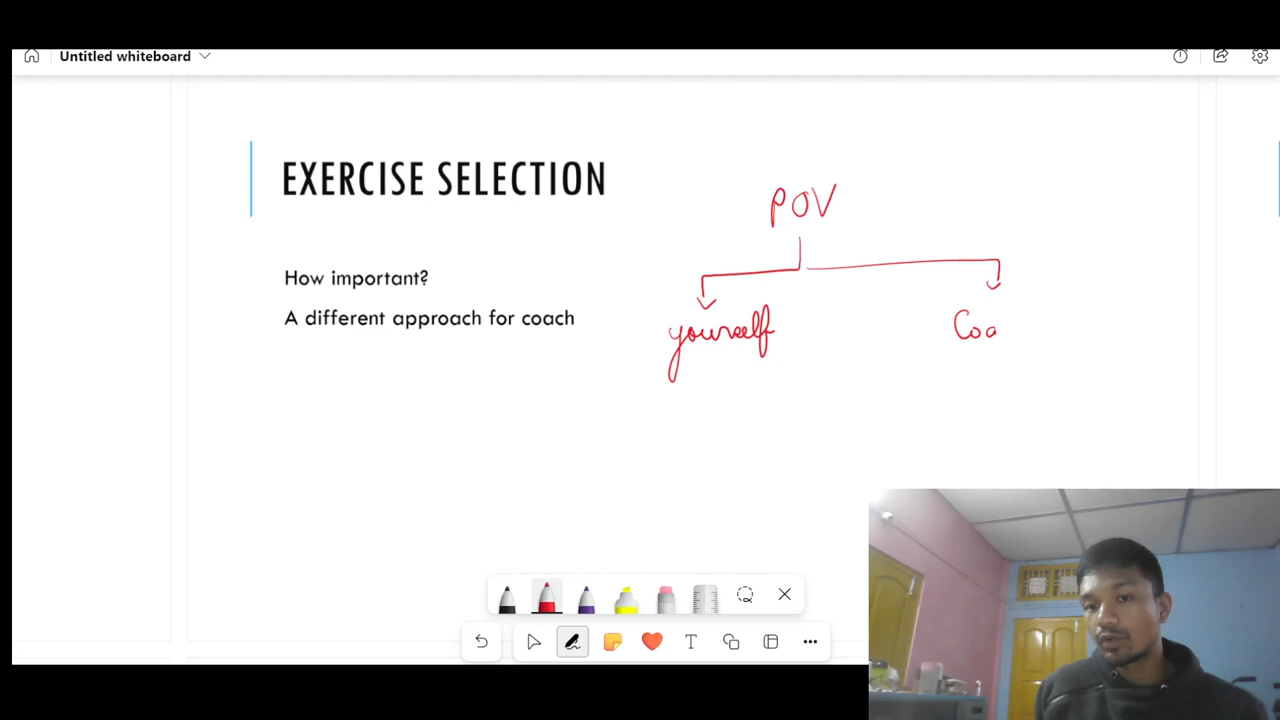 Untitled whiteboard
EXERCISE SELECTION
POV
How important?
A different approach for coach
yourself
Coa
T